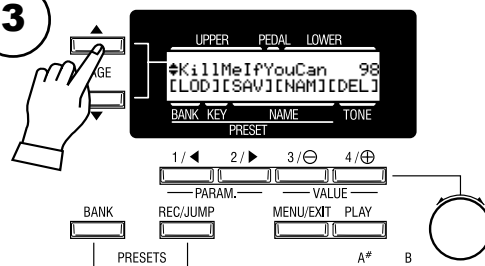 3
▲
UPPER PEDAL LOWER
AGE
KillMeIfYouCan 98
[LOD][SAV][NAM][DEL]
▼
BANK KEY NAME TONE
PRESET
1/◀ 2/▶ 3/⊖ 4/⊕
PARAM. VALUE
BANK REC/JUMP MENU/EXIT PLAY
PRESETS
A# B